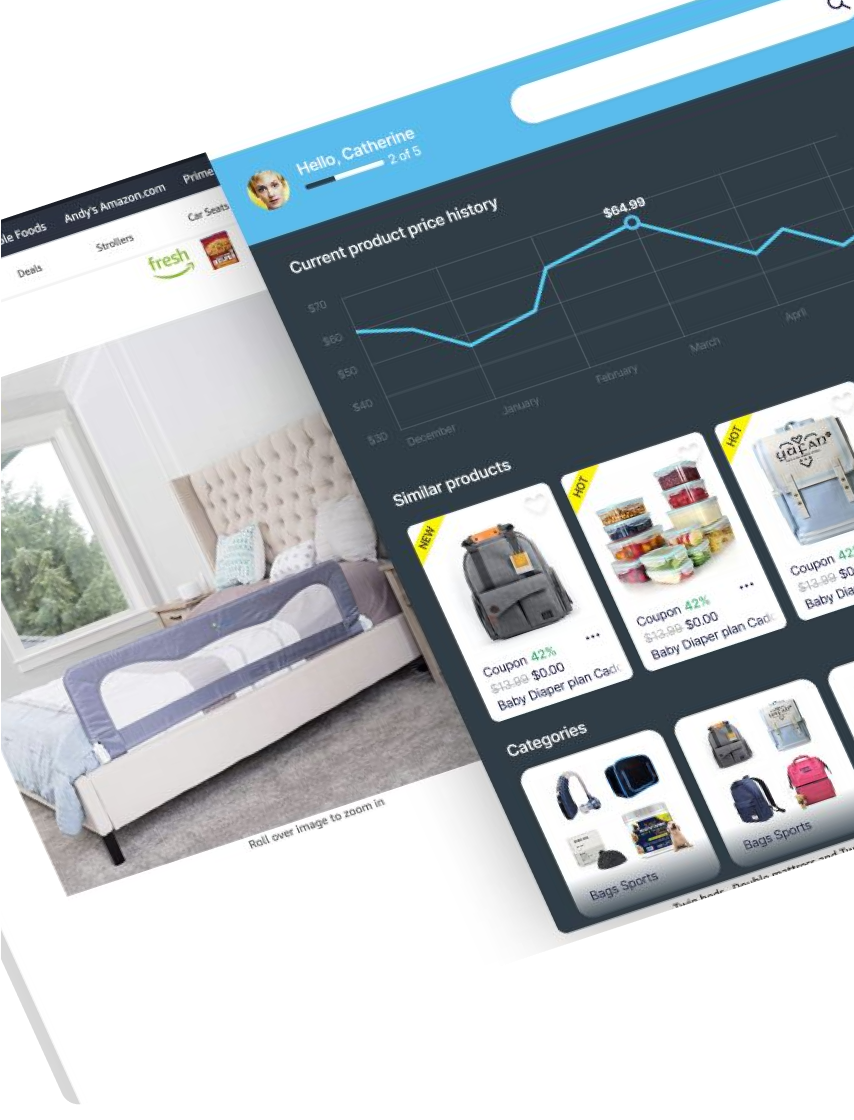 Hello, Catherine
2 of 5
Foods
Andy's Amazon.com
Prime
Deals
Strollers
Car Seats
fresh
Current product price history
$64.99
$70
$60
$50
$40
$30
December
January
February
March
April
Similar products
NEW
Coupon 42%
$13.99 $0.00
Baby Diaper plan Cad
HOT
Coupon 42%
$13.99 $0.00
Baby Diaper plan Cad
HOT
yaFAN
Coupon 42
$13.99 $0
Baby Dia
Categories
Bags Sports
Bags Sports
Roll over image to zoom in
Twin beds, Double mattress and Tw